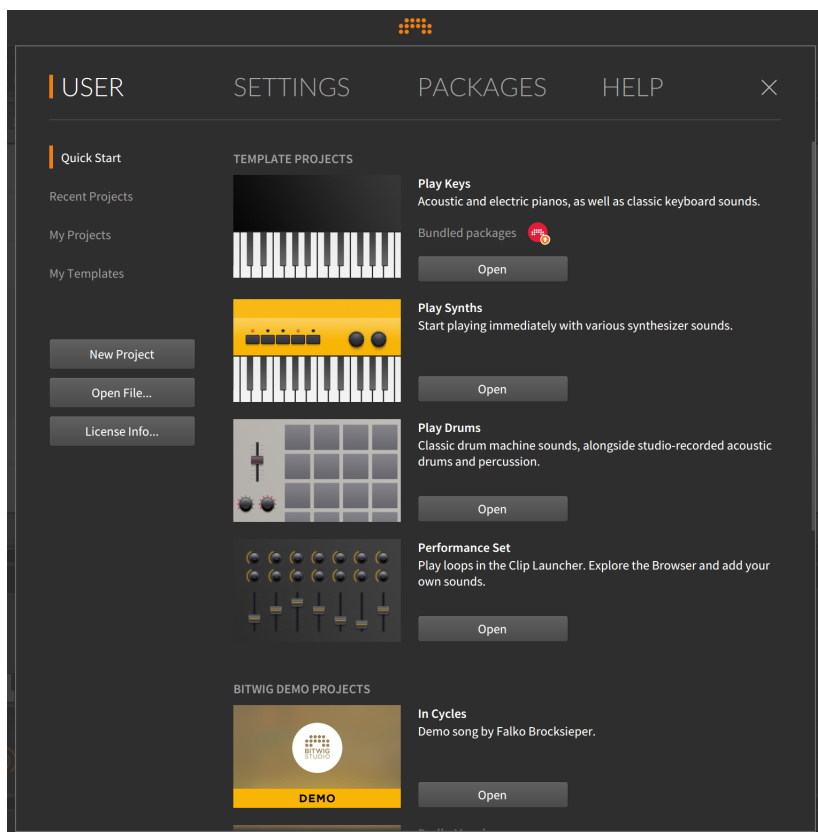 USER
SETTINGS
PACKAGES
HELP
Quick Start
Recent Projects
My Projects
My Templates
New Project
Open File...
License Info...
TEMPLATE PROJECTS
Play Keys
Acoustic and electric pianos, as well as classic keyboard sounds.
Bundled packages
Open
Play Synths
Start playing immediately with various synthesizer sounds.
Open
Play Drums
Classic drum machine sounds, alongside studio-recorded acoustic
drums and percussion.
Open
Performance Set
Play loops in the Clip Launcher. Explore the Browser and add your
own sounds.
Open
BITWIG DEMO PROJECTS
BITWIG
STUDIO
DEMO
In Cycles
Demo song by Falko Brocksieper.
Open